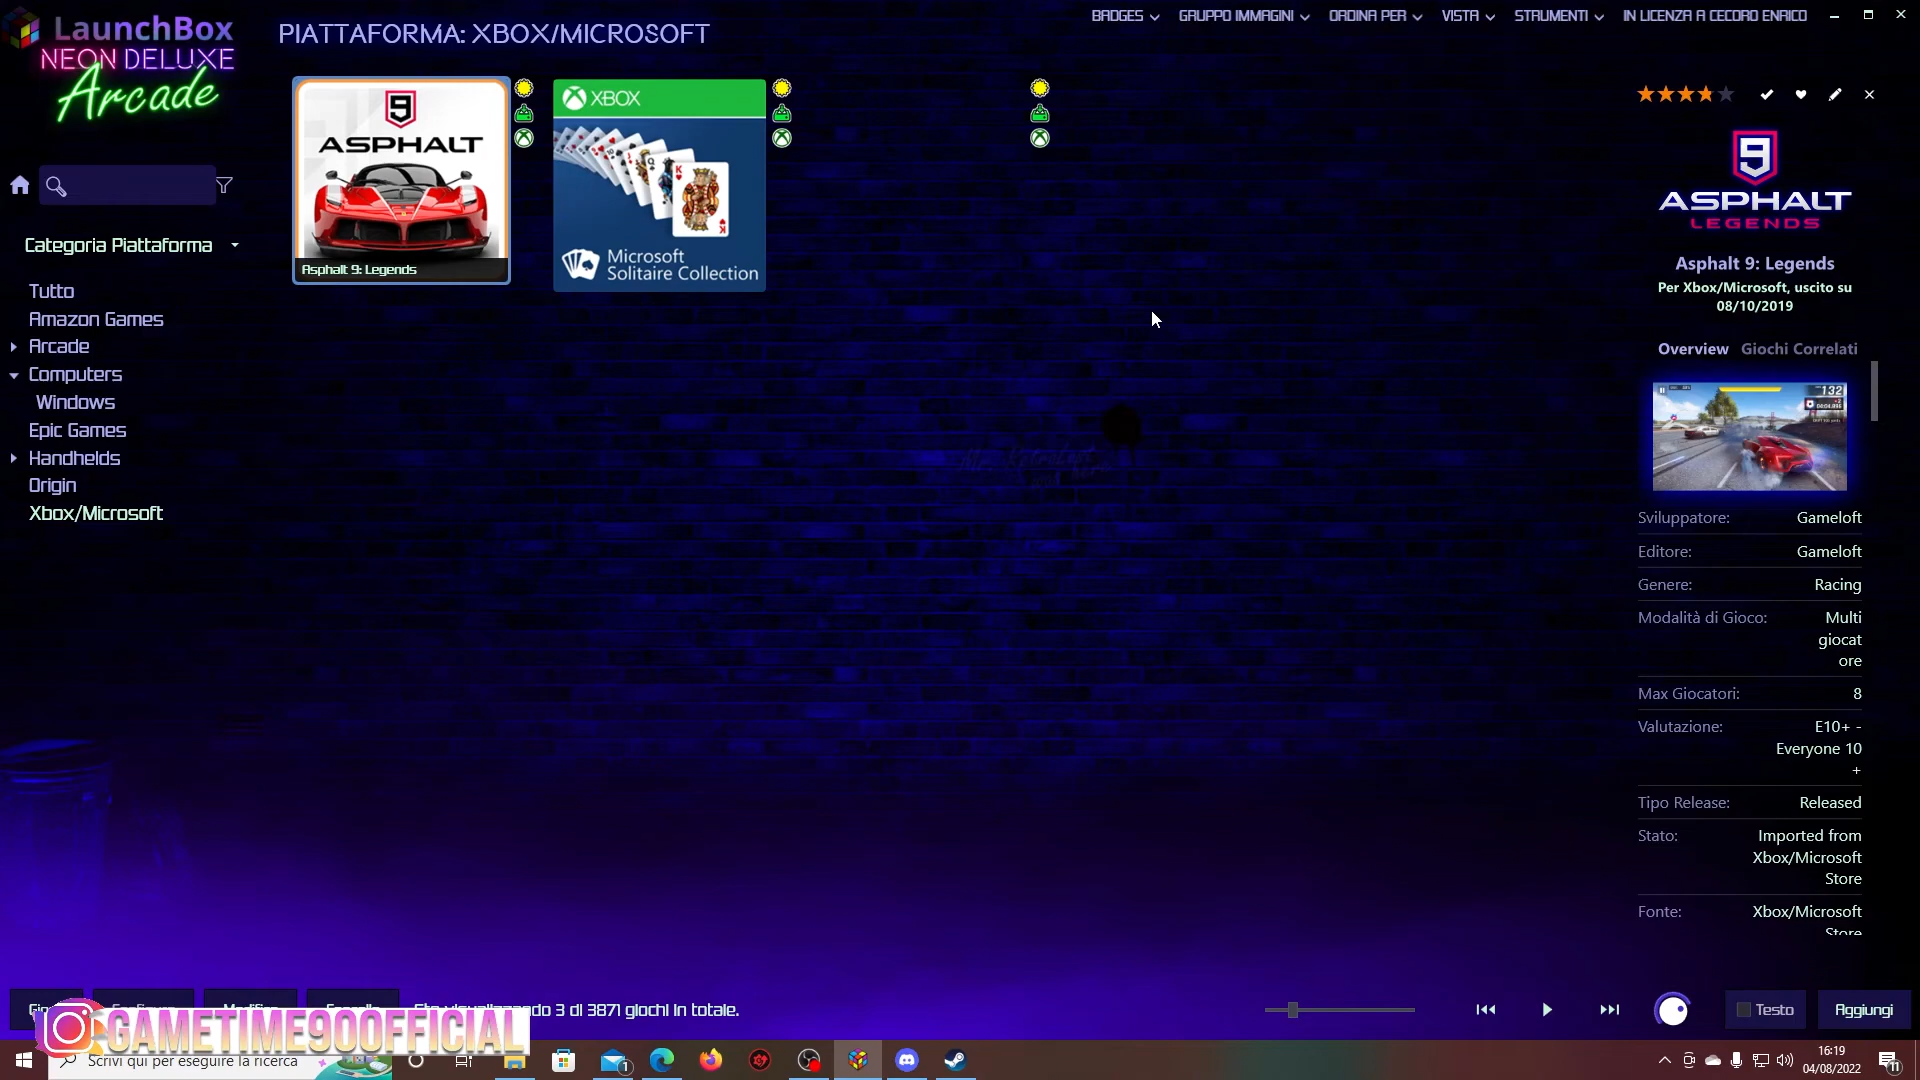 LaunchBox
NEON DELUXE
Arcade
PIATTAFORMA: XBOX/MICROSOFT
BADGES
GRUPPO IMMAGINI
ORDINA PER
VISTA
STRUMENTI
IN LICENZA A CECORO ENRICO
Categoria Piattaforma
Tutto
Amazon Games
Arcade
Computers
Windows
Epic Games
Handhelds
Origin
Xbox/Microsoft
9
ASPHALT
Asphalt 9: Legends
XBOX
Microsoft
Solitaire Collection
9
ASPHALT
LEGENDS
Asphalt 9: Legends
Per Xbox/Microsoft, uscito su
08/10/2019
Overview Giochi Correlati
132
Sviluppatore: Gameloft
Editore: Gameloft
Genere: Racing
Modalità di Gioco: Multi
giocat
ore
Max Giocatori: 8
Valutazione: E10+ -
Everyone 10
+
Tipo Release: Released
Stato: Imported from
Xbox/Microsoft
Store
Fonte: Xbox/Microsoft
Store
do 3 di 3871 giochi in totale.
Testo
Aggiungi
GAMETIME90OFFICIAL
Scrivi qui per eseguire la ricerca
1
16:19
04/08/2022
11